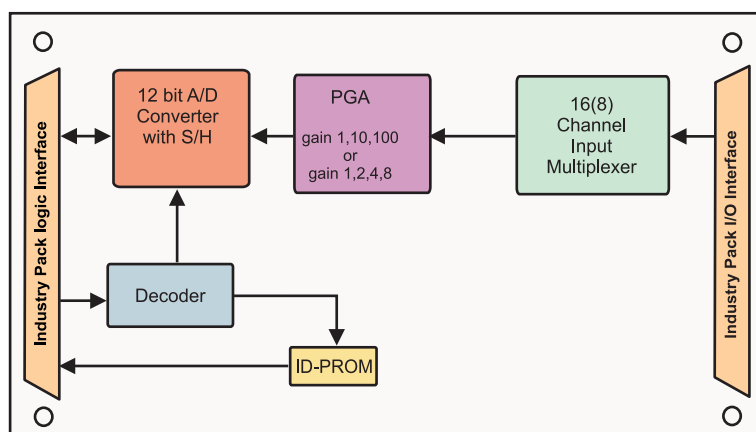 Industry Pack logic Interface
12 bit A/D
Converter
with S/H
PGA
gain 1,10,100
or
gain 1,2,4,8
16(8)
Channel
Input
Multiplexer
Industry Pack I/O Interface
Decoder
ID-PROM